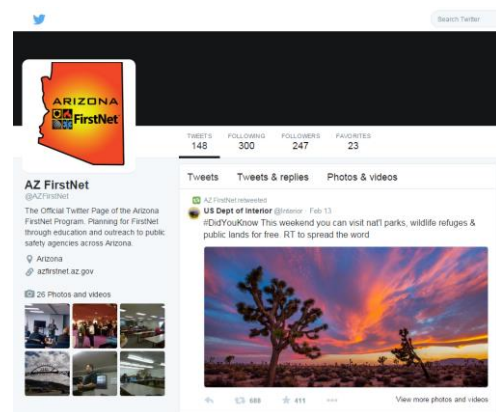 Search Twitter
ARIZONA
FirstNet
TWEETS FOLLOWING FOLLOWERS FAVORITES
148 300 247 23
AZ FirstNet
@AZFirstNet
The Official Twitter Page of the Arizona
FirstNet Program. Planning for FirstNet
through education and outreach to public
safety agencies across Arizona.
Arizona
azfirstnet.az.gov
26 Photos and videos
Tweets Tweets & replies Photos & videos
AZ FirstNet retweeted
US Dept of Interior @Interior · Feb 13
#DidYouKnow This weekend you can visit nat'l parks, wildlife refuges &
public lands for free. RT to spread the word
688 411 View more photos and videos